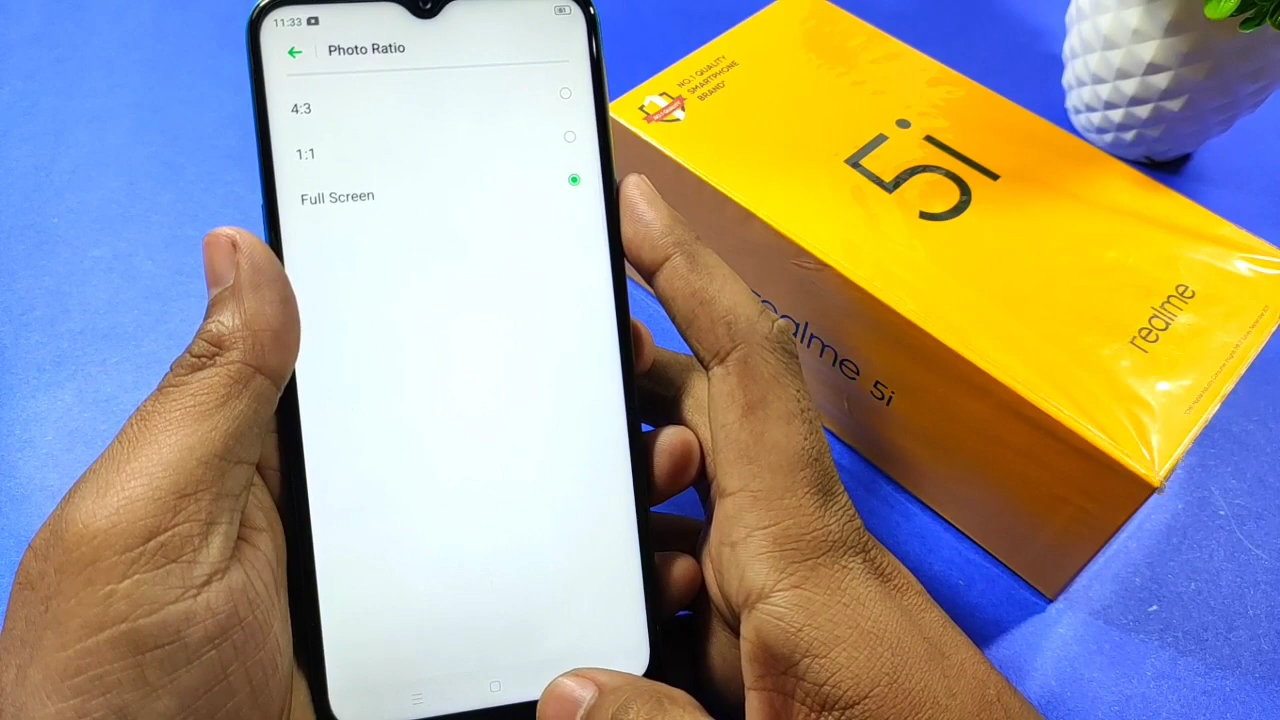 11:33
61
Photo Ratio
4:3
1:1
Full Screen
NO.1 QUALITY
SMARTPHONE
BRAND*
5i
realme
realme 5i